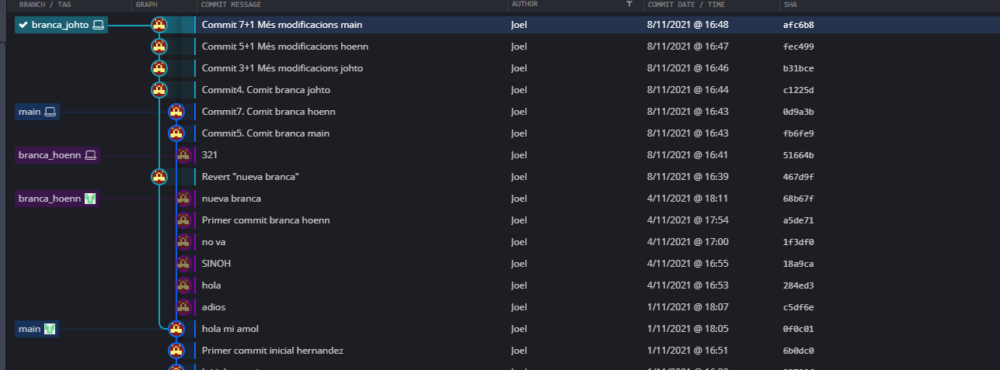 BRANCH / TAG GRAPH COMMIT MESSAGE AUTHOR COMMIT DATE / TIME SHA
branca_johto Commit 7+1 Més modificacions main Joel 8/11/2021 @ 16:48 afc6b8
Commit 5+1 Més modificacions hoenn Joel 8/11/2021 @ 16:47 fec499
Commit 3+1 Més modificacions johto Joel 8/11/2021 @ 16:46 b31bce
Commit4. Comit branca johto Joel 8/11/2021 @ 16:44 c1225d
main Commit7. Comit branca hoenn Joel 8/11/2021 @ 16:43 0d9a3b
Commit5. Comit branca main Joel 8/11/2021 @ 16:43 fb6fe9
branca_hoenn 321 Joel 8/11/2021 @ 16:41 51664b
Revert "nueva branca" Joel 8/11/2021 @ 16:39 467d9f
branca_hoenn nueva branca Joel 4/11/2021 @ 18:11 68b67f
Primer commit branca hoenn Joel 4/11/2021 @ 17:54 a5de71
no va Joel 4/11/2021 @ 17:00 1f3df0
SINOH Joel 4/11/2021 @ 16:55 18a9ca
hola Joel 4/11/2021 @ 16:53 284ed3
adios Joel 1/11/2021 @ 18:07 c5df6e
main hola mi amol Joel 1/11/2021 @ 18:05 0f0c01
Primer commit inicial hernandez Joel 1/11/2021 @ 16:51 6b0dc0